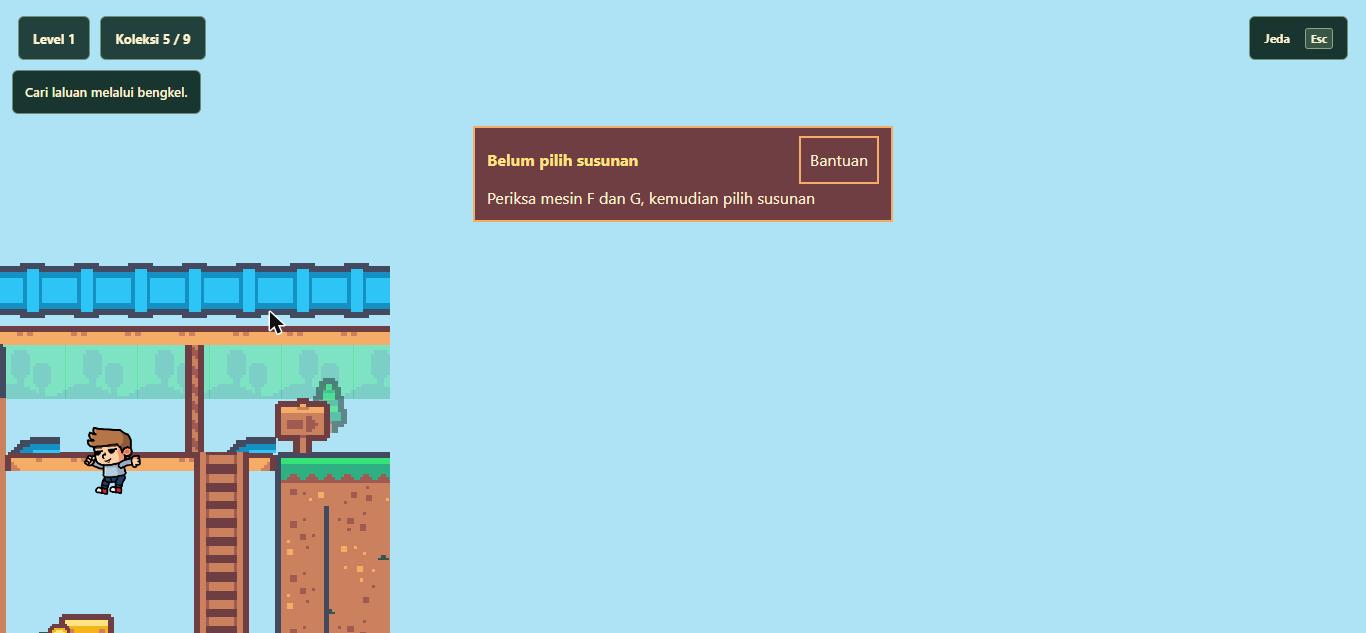 Level 1
Koleksi 5 / 9
Jeda Esc
Cari laluan melalui bengkel.
Belum pilih susunan
Bantuan
Periksa mesin F dan G, kemudian pilih susunan